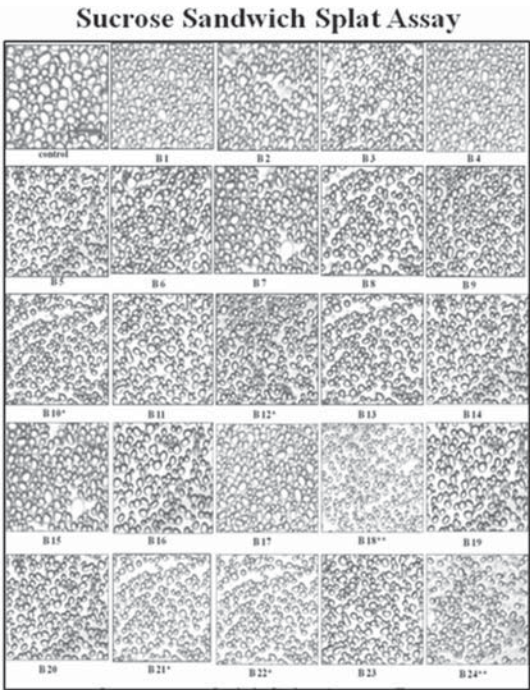 Sucrose Sandwich Splat Assay
control B1 B2 B3 B4
B5 B6 B7 B8 B9
B10* B11 B12* B13 B14
B15 B16 B17 B18** B19
B20 B21* B22* B23 B24**